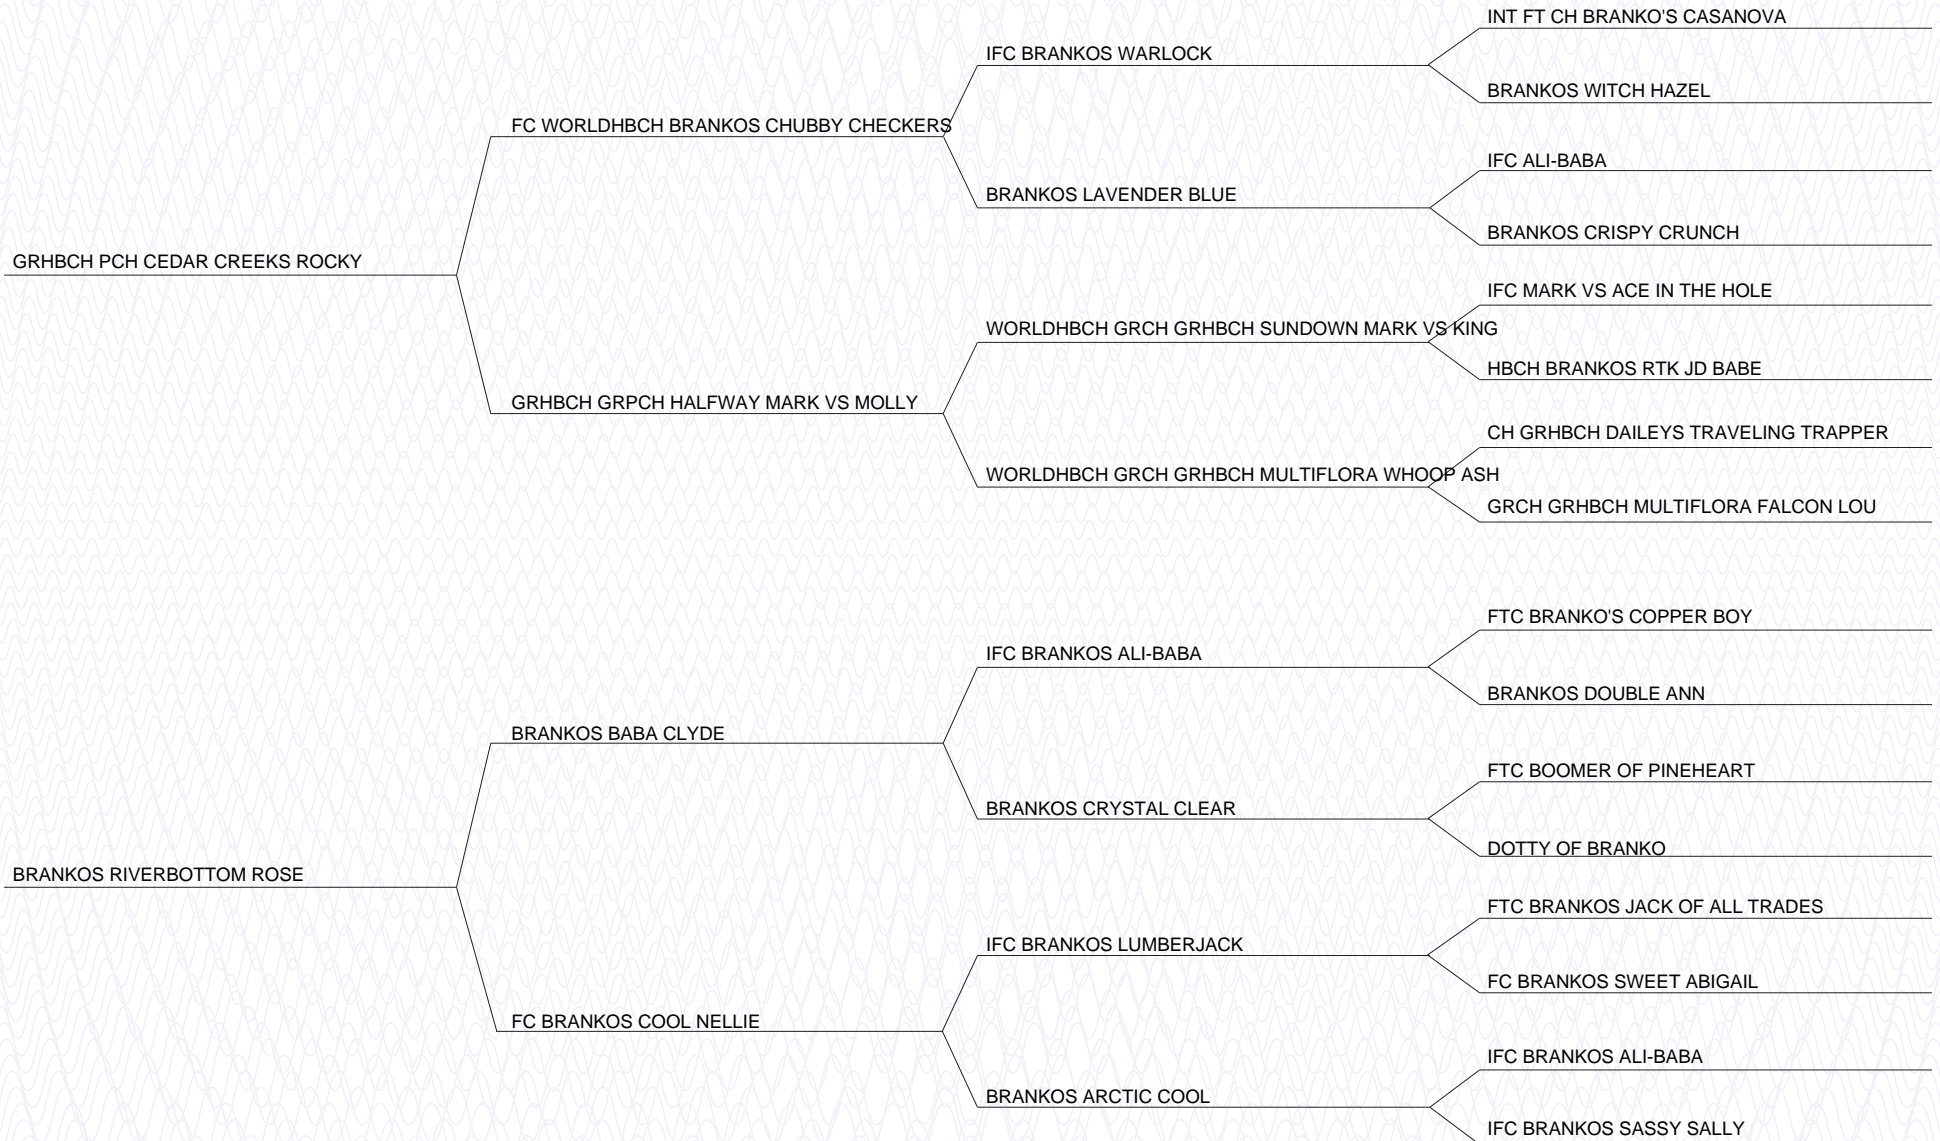 INT FT CH BRANKO'S CASANOVA
IFC BRANKOS WARLOCK
BRANKOS WITCH HAZEL
FC WORLDHBCH BRANKOS CHUBBY CHECKERS
IFC ALI-BABA
BRANKOS LAVENDER BLUE
BRANKOS CRISPY CRUNCH
GRHBCH PCH CEDAR CREEKS ROCKY
IFC MARK VS ACE IN THE HOLE
WORLDHBCH GRCH GRHBCH SUNDOWN MARK VS KING
HBCH BRANKOS RTK JD BABE
GRHBCH GRPCH HALFWAY MARK VS MOLLY
CH GRHBCH DAILEYS TRAVELING TRAPPER
WORLDHBCH GRCH GRHBCH MULTIFLORA WHOOP ASH
GRCH GRHBCH MULTIFLORA FALCON LOU
FTC BRANKO'S COPPER BOY
IFC BRANKOS ALI-BABA
BRANKOS DOUBLE ANN
BRANKOS BABA CLYDE
FTC BOOMER OF PINEHEART
BRANKOS CRYSTAL CLEAR
DOTTY OF BRANKO
BRANKOS RIVERBOTTOM ROSE
FTC BRANKOS JACK OF ALL TRADES
IFC BRANKOS LUMBERJACK
FC BRANKOS SWEET ABIGAIL
FC BRANKOS COOL NELLIE
IFC BRANKOS ALI-BABA
BRANKOS ARCTIC COOL
IFC BRANKOS SASSY SALLY